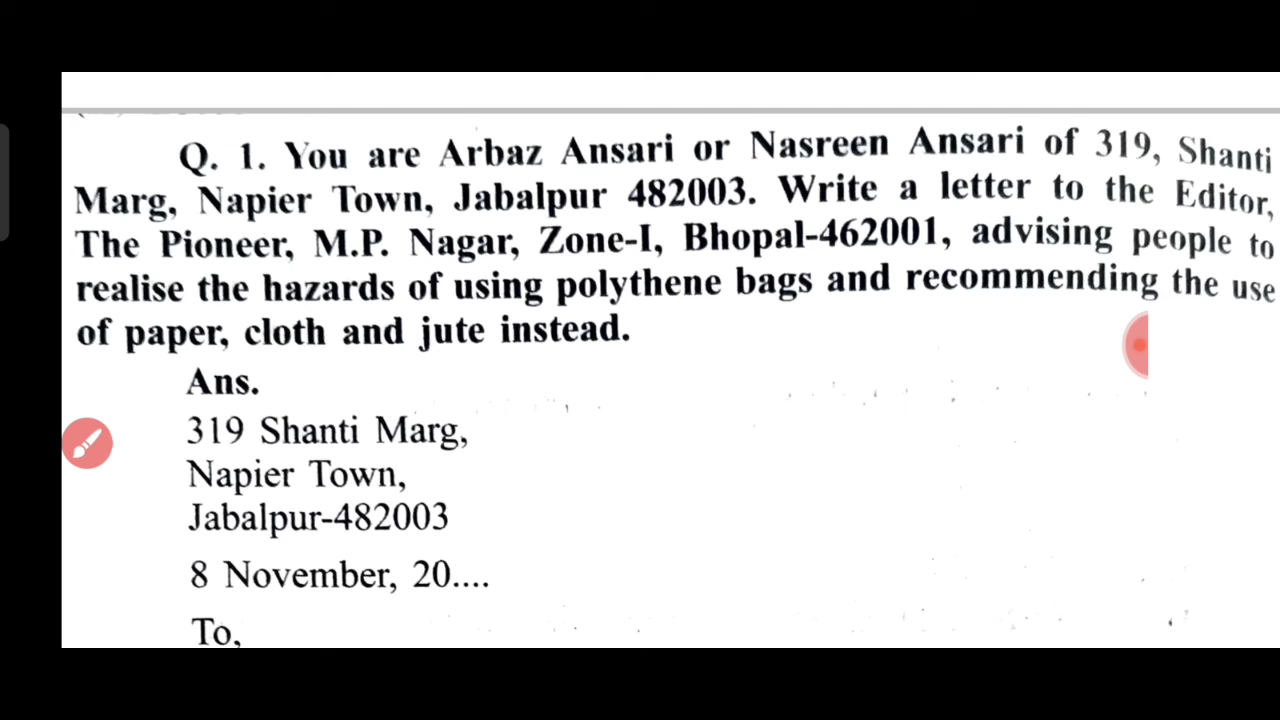 Q. 1. You are Arbaz Ansari or Nasreen Ansari of 319, Shanti
Marg, Napier Town, Jabalpur 482003. Write a letter to the Editor,
The Pioneer, M.P. Nagar, Zone-I, Bhopal-462001, advising people to
realise the hazards of using polythene bags and recommending the use
of paper, cloth and jute instead.
Ans.
319 Shanti Marg,
Napier Town,
Jabalpur-482003
8 November, 20....
To,